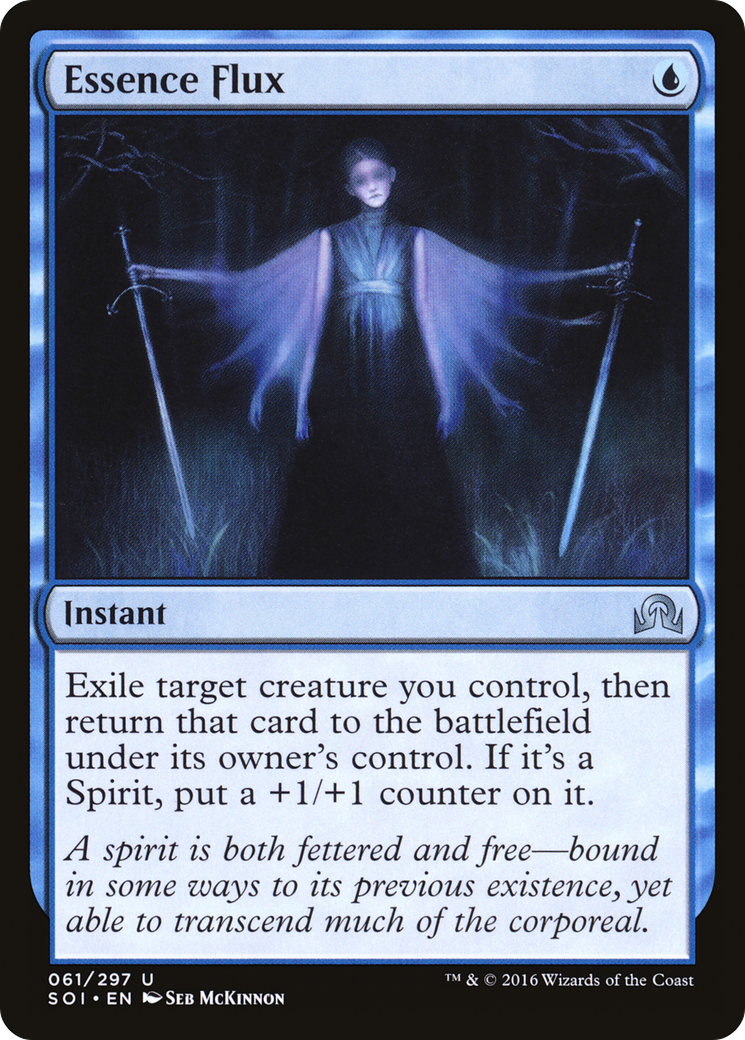 Essence Flux
Instant
Exile target creature you control, then
return that card to the battlefield
under its owner's control. If it's a
Spirit, put a +1/+1 counter on it.
A spirit is both fettered and free—bound
in some ways to its previous existence, yet
able to transcend much of the corporeal.
061/297 U
SOI • EN Seb McKinnon
™ & © 2016 Wizards of the Coast